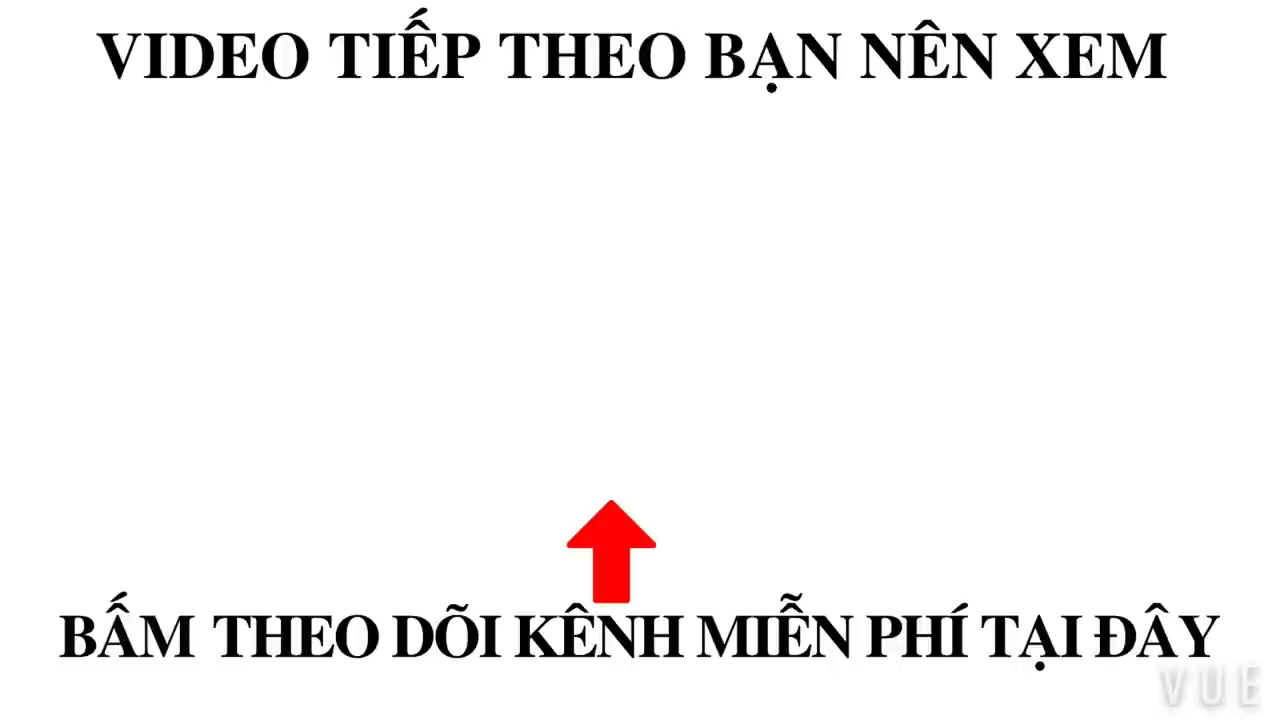 VIDEO TIẾP THEO BẠN NÊN XEM
BẤM THEO DÕI KÊNH MIỄN PHÍ TẠI ĐÂY
VUE